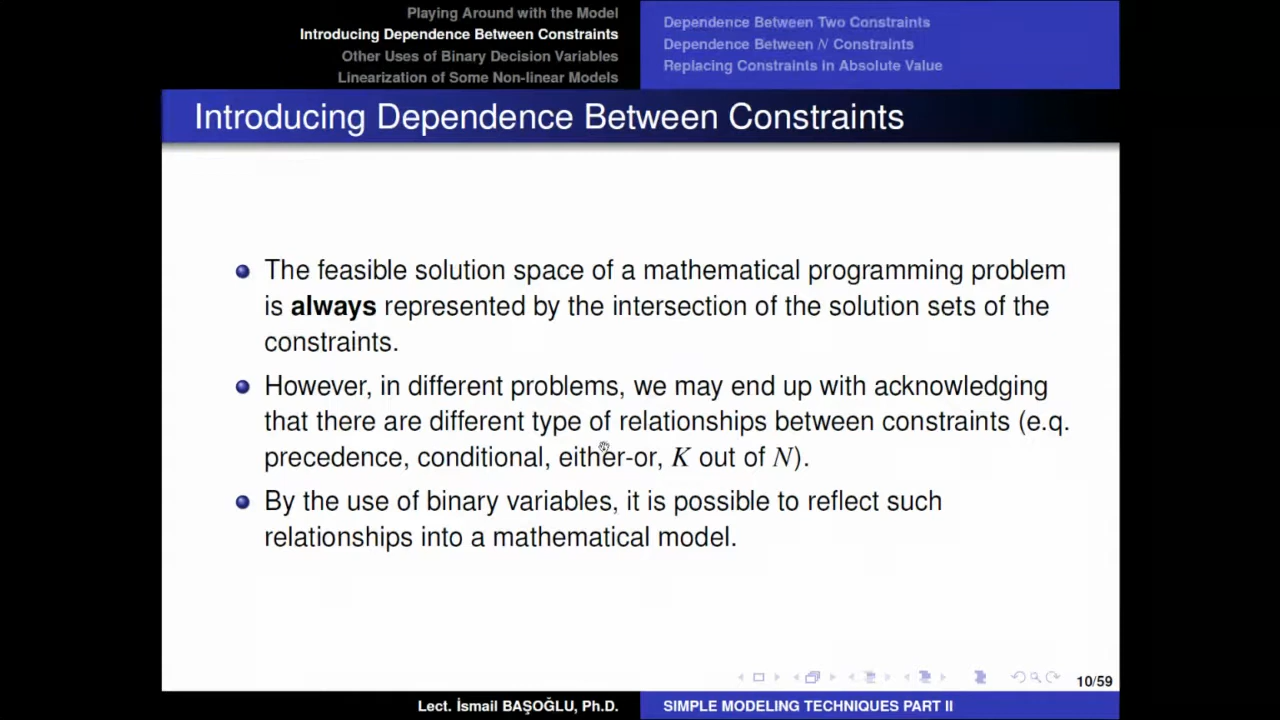 Playing Around with the Model
Introducing Dependence Between Constraints
Other Uses of Binary Decision Variables
Linearization of Some Non-linear Models
Dependence Between Two Constraints
Dependence Between N Constraints
Replacing Constraints in Absolute Value
Introducing Dependence Between Constraints
The feasible solution space of a mathematical programming problem
is always represented by the intersection of the solution sets of the
constraints.
However, in different problems, we may end up with acknowledging
that there are different type of relationships between constraints (e.q.
precedence, conditional, either-or, K out of N).
By the use of binary variables, it is possible to reflect such
relationships into a mathematical model.
10/59
Lect. İsmail BAŞOĞLU, Ph.D.
SIMPLE MODELING TECHNIQUES PART II